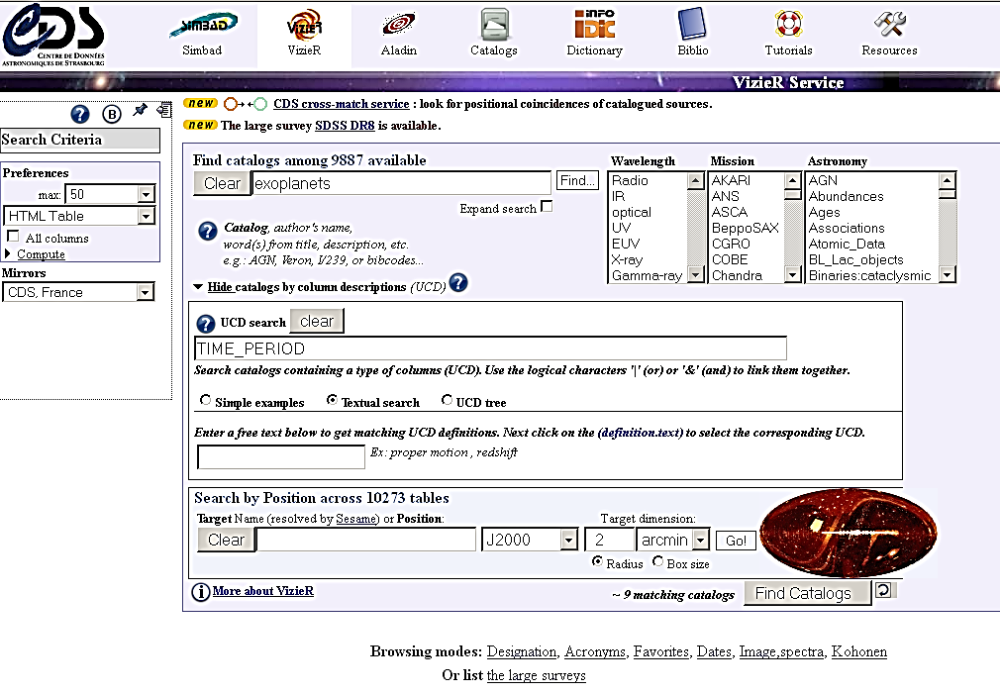 CDS
CENTRE DE DONNÉES
ASTRONOMIQUES DE STRASBOURG
SIMBAD
Simbad
VizieR
VizieR
Aladin
Catalogs
iNFO
DiC
Dictionary
Biblio
Tutorials
Resources
VizieR Service
? B
new CDS cross-match service : look for positional coincidences of catalogued sources.
new The large survey SDSS DR8 is available.
Search Criteria
Preferences
max: 50
HTML Table
All columns
Compute
Mirrors
CDS, France
Find catalogs among 9887 available
Clear exoplanets Find...
Expand search
? Catalog, author's name,
word(s) from title, description, etc.
e.g.: AGN, Veron, I/239, or bibcodes...
Wavelength
Radio
IR
optical
UV
EUV
X-ray
Gamma-ray
Mission
AKARI
ANS
ASCA
BeppoSAX
CGRO
COBE
Chandra
Astronomy
AGN
Abundances
Ages
Associations
Atomic_Data
BL_Lac_objects
Binaries:cataclysmic
Hide catalogs by column descriptions (UCD) ?
? UCD search clear
TIME_PERIOD
Search catalogs containing a type of columns (UCD). Use the logical characters '|' (or) or '&' (and) to link them together.
Simple examples Textual search UCD tree
Enter a free text below to get matching UCD definitions. Next click on the (definition.text) to select the corresponding UCD.
Ex: proper motion , redshift
Search by Position across 10273 tables
Target Name (resolved by Sesame) or Position: Target dimension:
Clear J2000 2 arcmin Go!
Radius Box size
i More about VizieR
~ 9 matching catalogs Find Catalogs
Browsing modes: Designation, Acronyms, Favorites, Dates, Image,spectra, Kohonen
Or list the large surveys